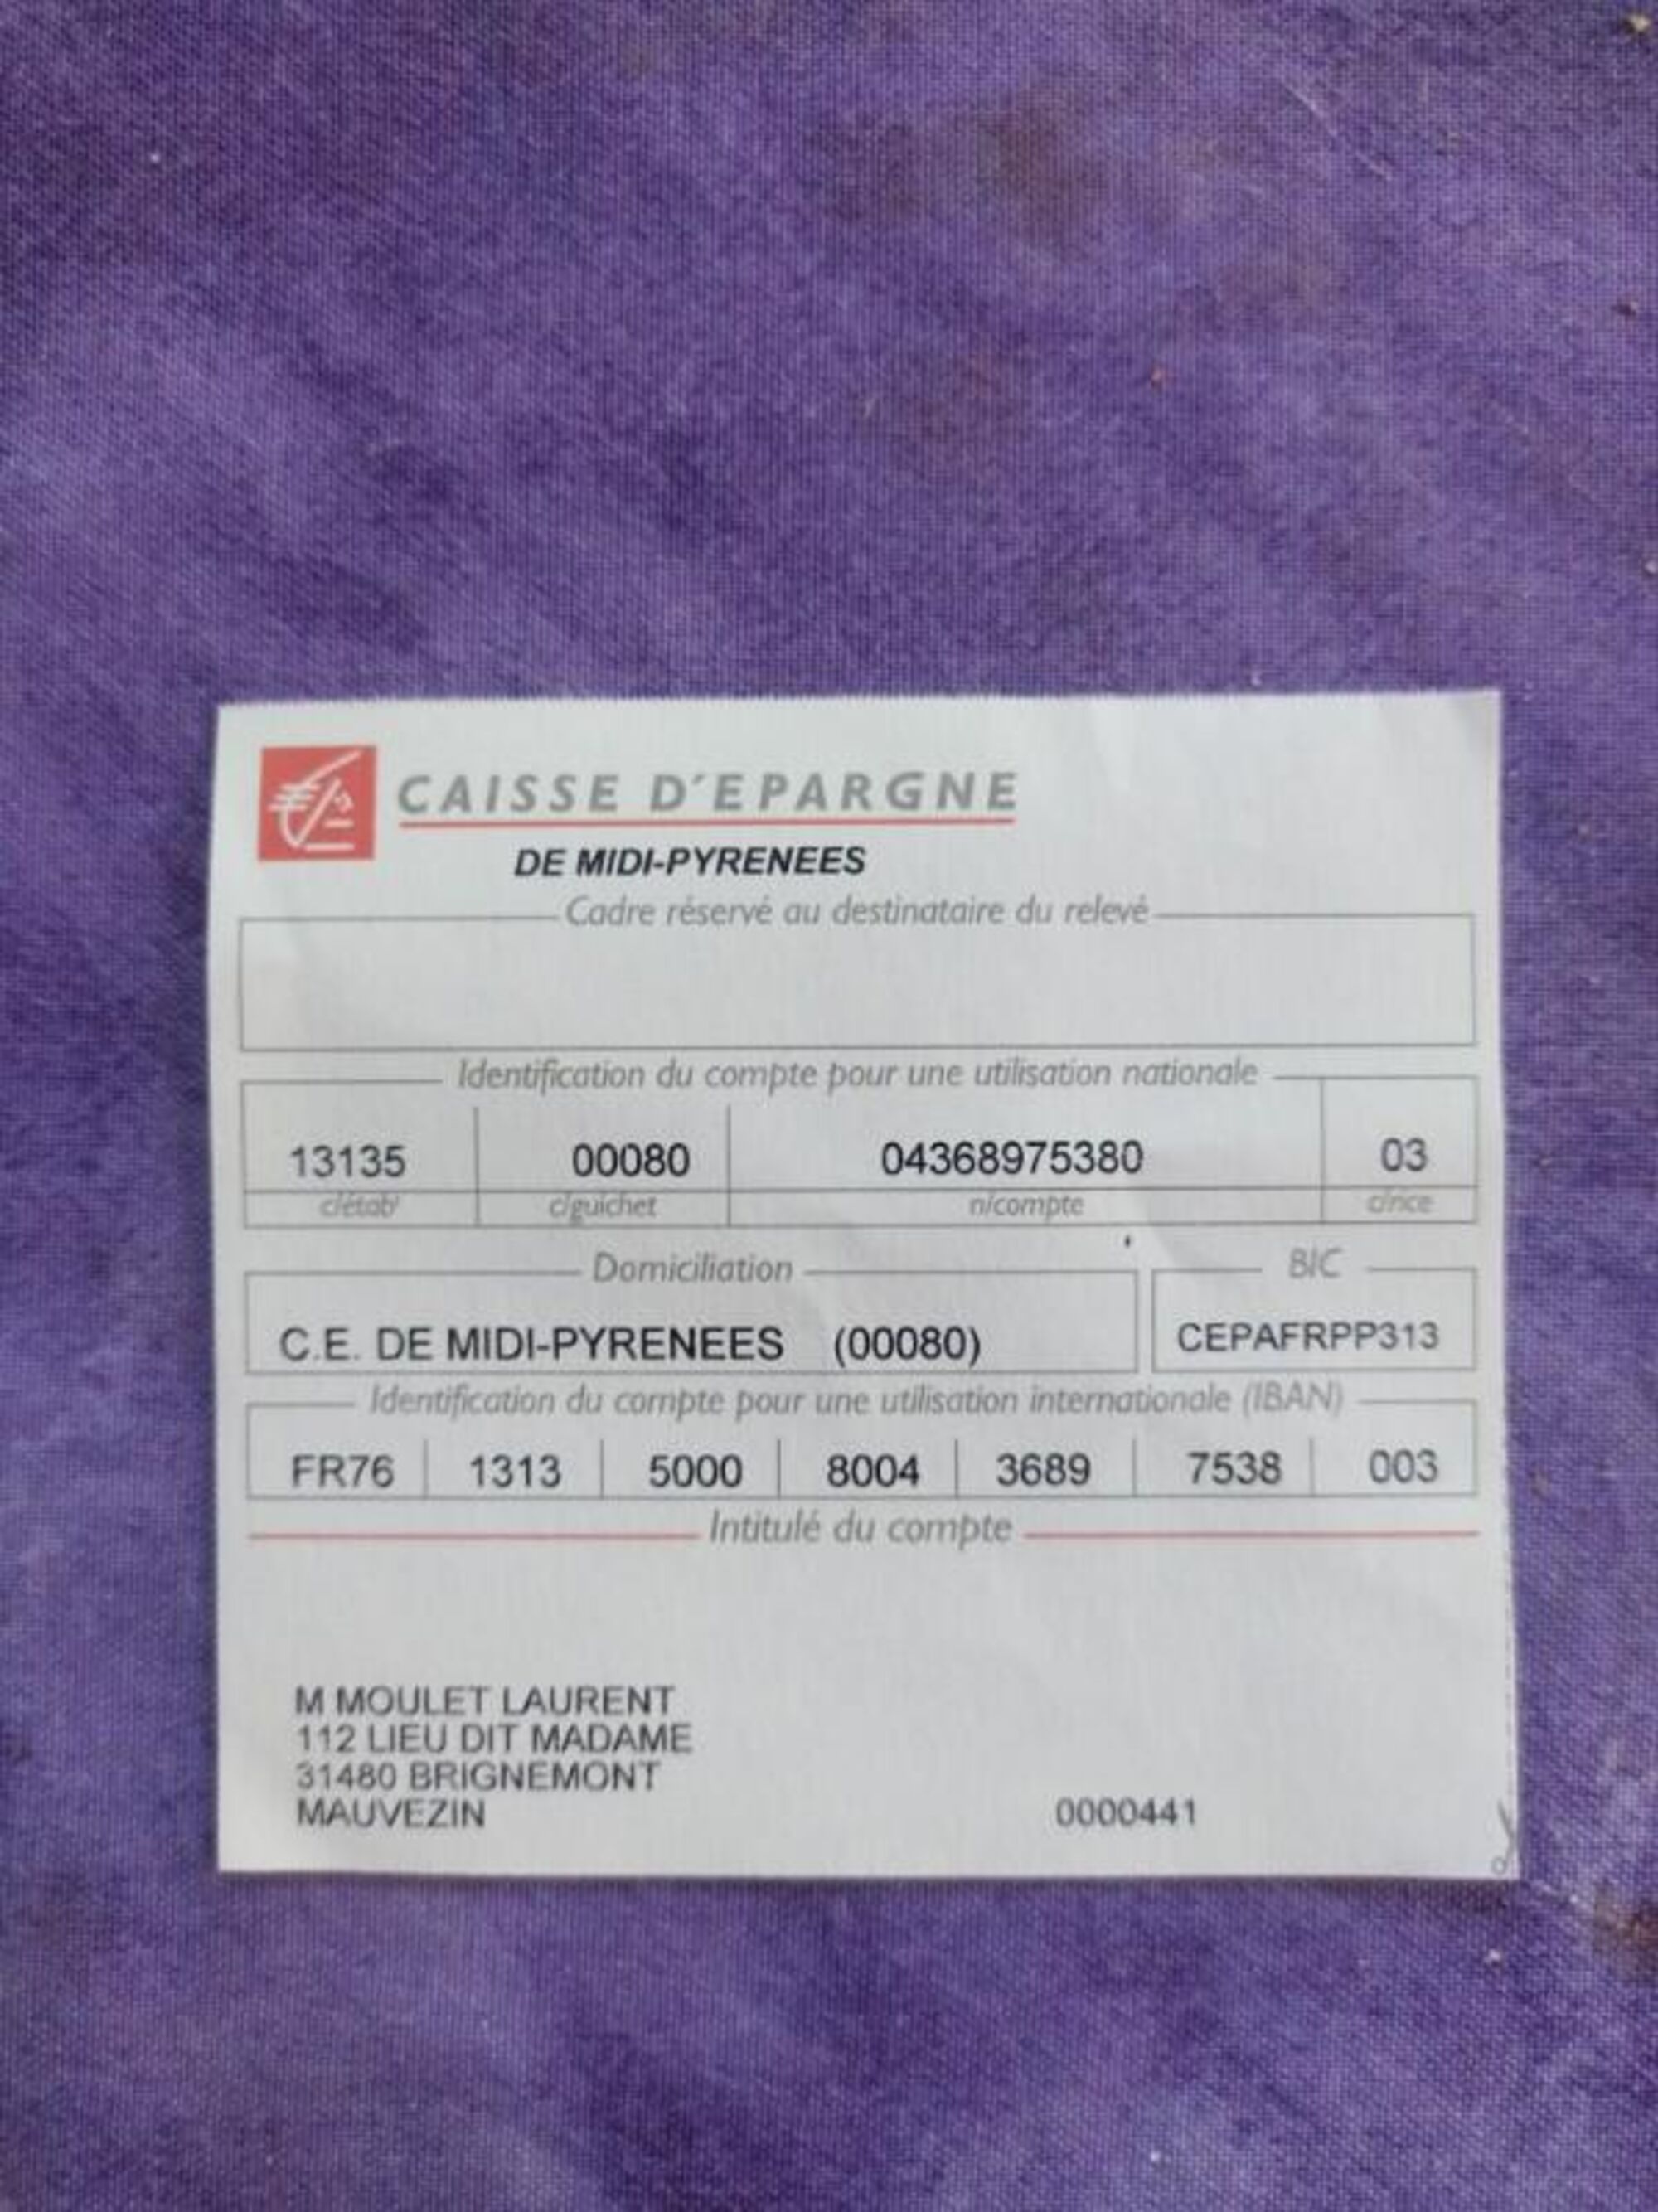 CAISSE D'EPARGNE
DE MIDI-PYRENEES
Cadre réservé au destinataire du relevé
Identification du compte pour une utilisation nationale
13135 00080 04368975380 03
c/étabt c/guichet n/compte c/rice
Domiciliation BIC
C.E. DE MIDI-PYRENEES (00080) CEPAFRPP313
Identification du compte pour une utilisation internationale (IBAN)
FR76 1313 5000 8004 3689 7538 003
Intitulé du compte
M MOULET LAURENT
112 LIEU DIT MADAME
31480 BRIGNEMONT
MAUVEZIN 0000441